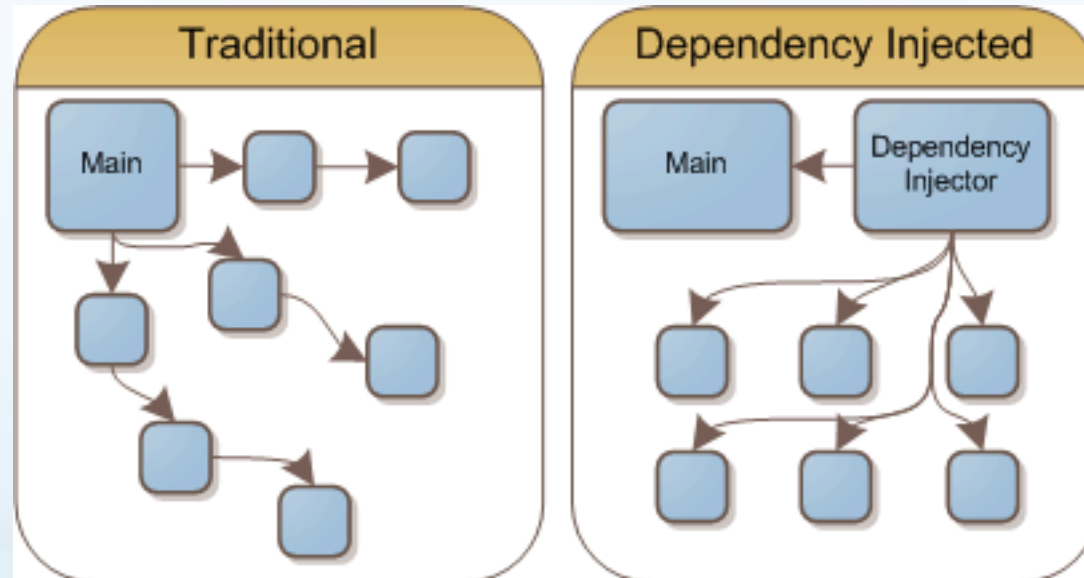 Traditional
Main
Dependency Injected
Main
Dependency
Injector